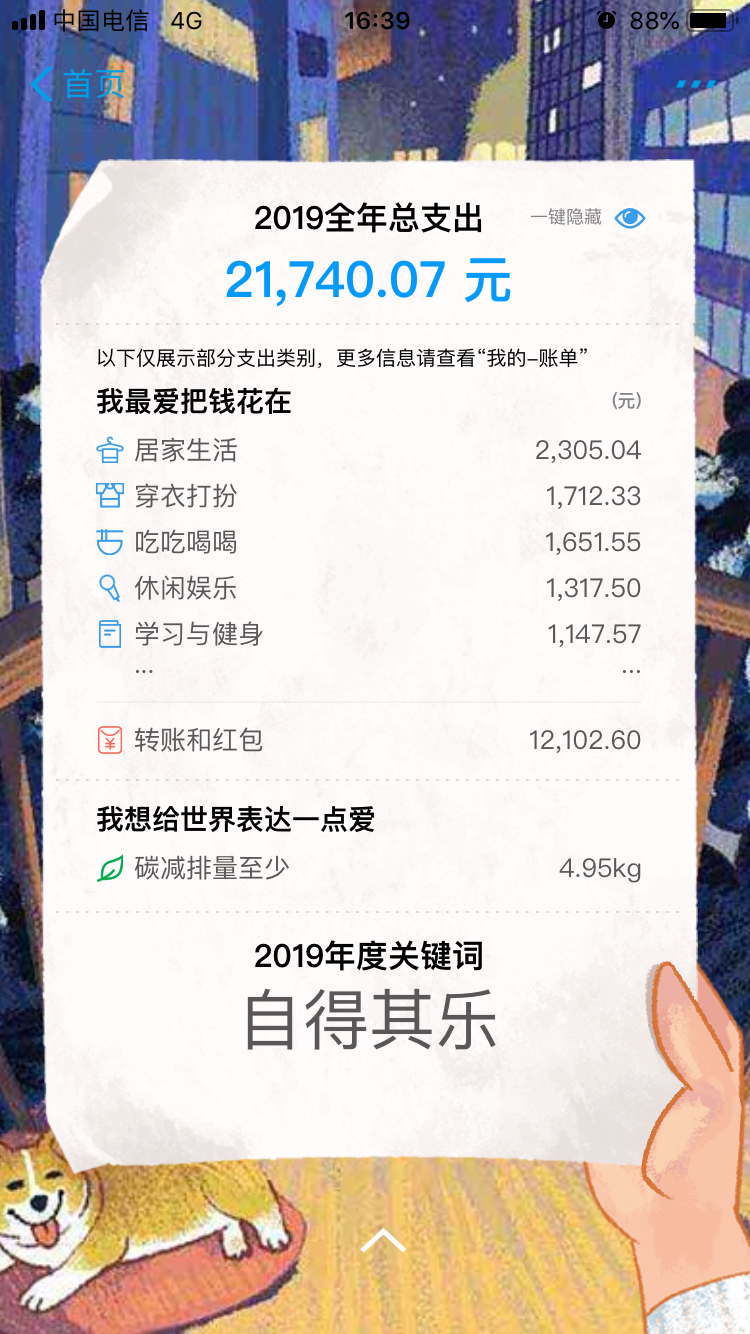 中国电信 4G 16:39 88%
首页
2019全年总支出 一键隐藏
21,740.07 元
以下仅展示部分支出类别，更多信息请查看“我的-账单”
我最爱把钱花在 (元)
居家生活 2,305.04
穿衣打扮 1,712.33
吃吃喝喝 1,651.55
休闲娱乐 1,317.50
学习与健身 1,147.57
... ...
转账和红包 12,102.60
我想给世界表达一点爱
碳减排量至少 4.95kg
2019年度关键词
自得其乐